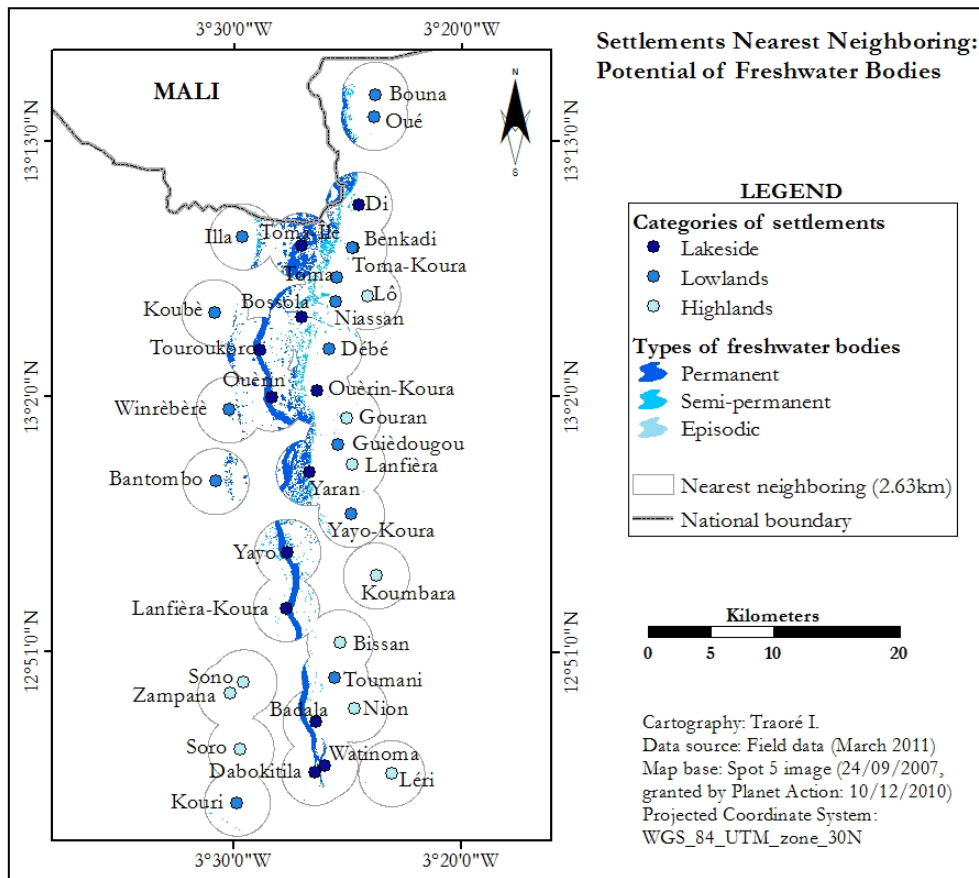 3°30'0"W
3°20'0"W
Settlements Nearest Neighboring:
Potential of Freshwater Bodies
MALI
N
S
Bouna
Oué
13°13'0"N
13°13'0"N
Di
Illa
Toma-Ile
Benkadi
Toma-Koura
Toma
Lô
Koubè
Bossola
Niassan
Touroukoro
Débé
Ouèrin
Ouèrin-Koura
13°2'0"N
13°2'0"N
Winrèbèrè
Gouran
Guièdougou
Lanfièra
Bantombo
Yaran
Yayo-Koura
Yayo
Koumbara
Lanfièra-Koura
Bissan
12°51'0"N
12°51'0"N
Sono
Toumani
Zampana
Badala
Nion
Soro
Watinoma
Dabokitila
Léri
Kouri
3°30'0"W
3°20'0"W
LEGEND
Categories of settlements
Lakeside
Lowlands
Highlands
Types of freshwater bodies
Permanent
Semi-permanent
Episodic
Nearest neighboring (2.63km)
National boundary
Kilometers
0 5 10 20
Cartography: Traoré I.
Data source: Field data (March 2011)
Map base: Spot 5 image (24/09/2007,
granted by Planet Action: 10/12/2010)
Projected Coordinate System:
WGS_84_UTM_zone_30N